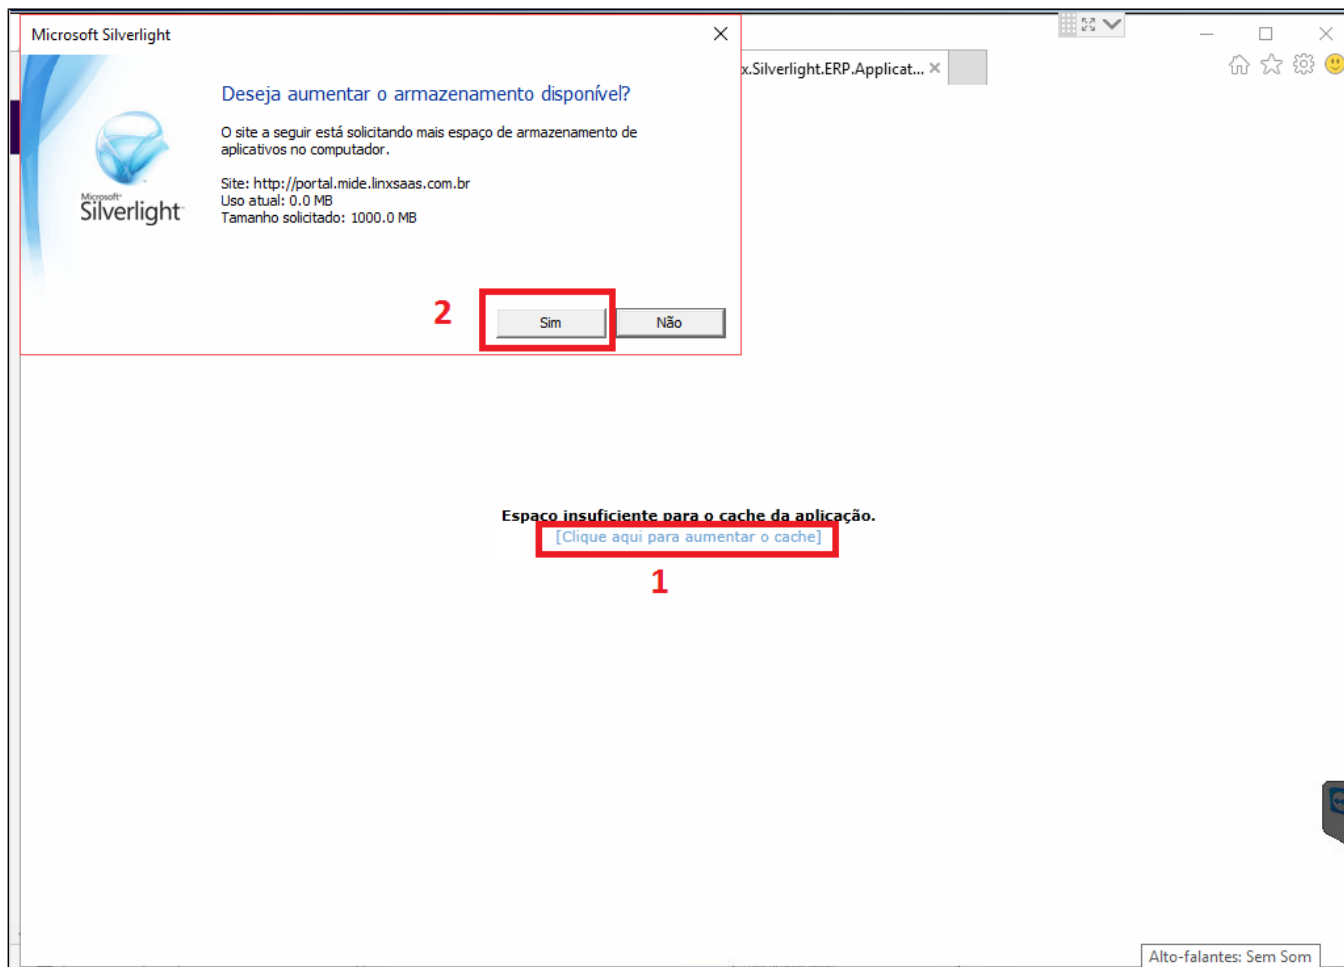 Microsoft Silverlight
x.Silverlight.ERP.Applicat...
Deseja aumentar o armazenamento disponível?
O site a seguir está solicitando mais espaço de armazenamento de
aplicativos no computador.
Site: http://portal.mide.linxsaas.com.br
Uso atual: 0.0 MB
Tamanho solicitado: 1000.0 MB
Microsoft
Silverlight
2
Sim
Não
Espaço insuficiente para o cache da aplicação.
[Clique aqui para aumentar o cache]
1
Alto-falantes: Sem Som